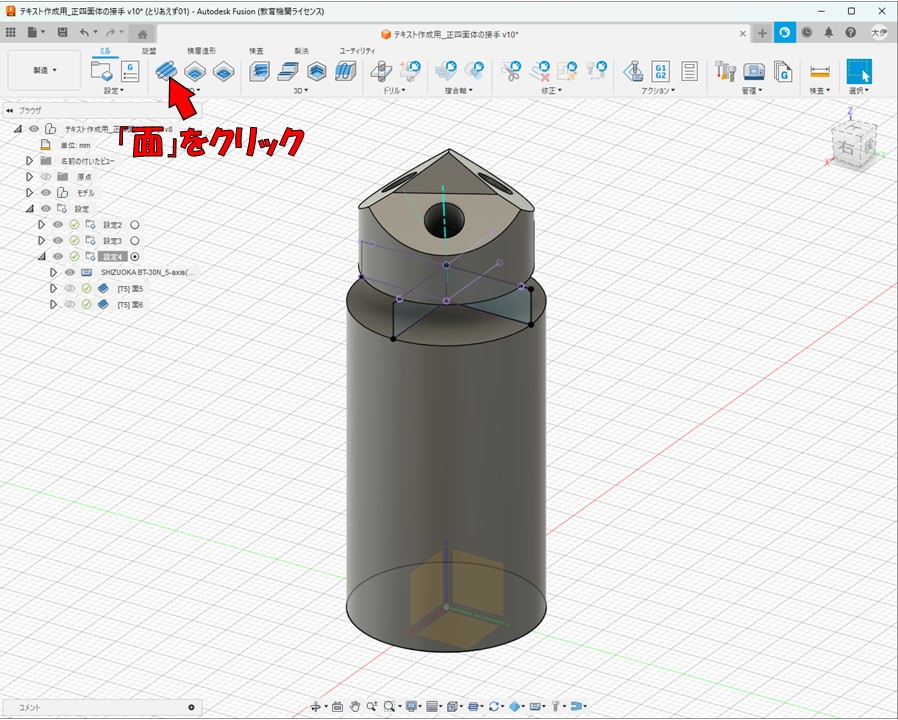 テキスト作成用_正四面体の接手 v10* (とりあえず01) - Autodesk Fusion (教育機関ライセンス)
テキスト作成用_正四面体の接手 v10*
大伊
ミル 旋盤 積層造形 検査 製法 ユーティリティ
製造
G1
G2
設定 3D ドリル 複合軸 修正 アクション 管理 検査 選択
「面」をクリック
ブラウザ
テキスト作成用_正
v8
単位: mm
名前の付いたビュー
原点
モデル
設定
設定2
設定3
設定4
SHIZUOKA BT-30N_5-axis(...
[T5] 面5
[T5] 面6
Z
右
X
Y
コメント